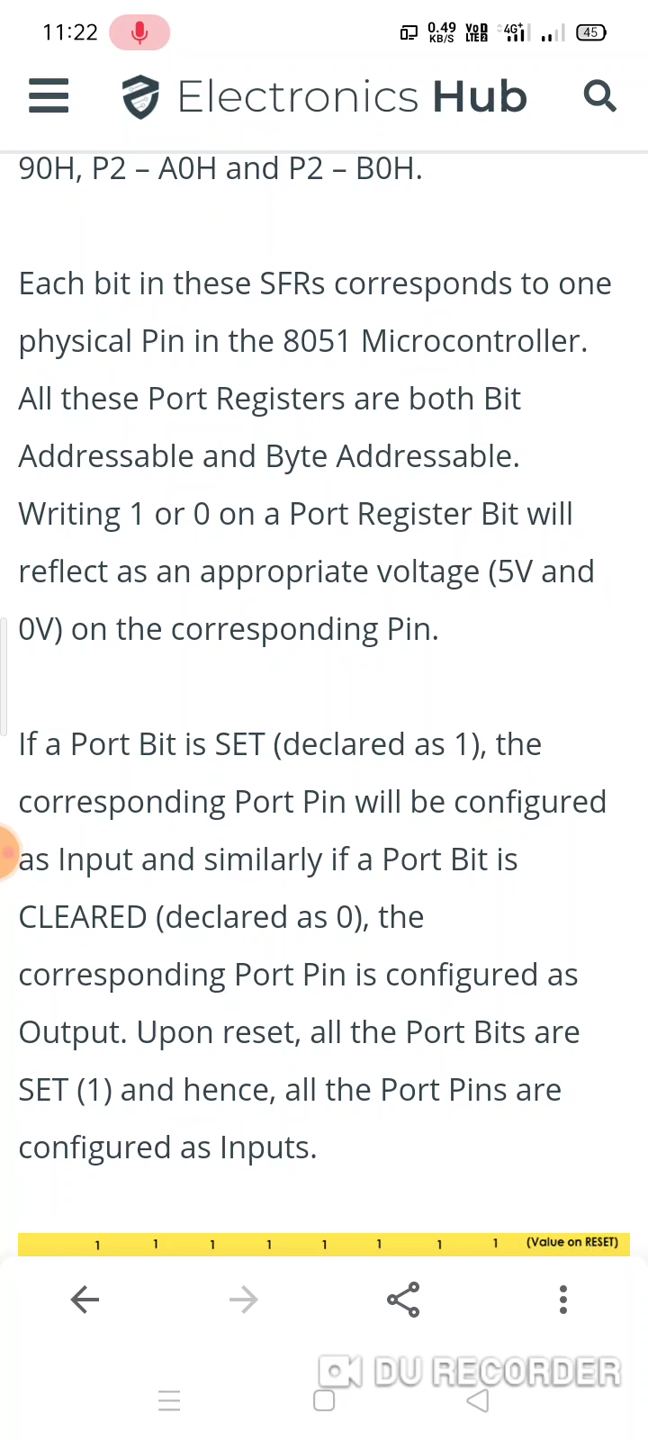 11:22
0.49 KB/S VoD LTE2 4G+ 45
Electronics Hub
90H, P2 – A0H and P2 – B0H.
Each bit in these SFRs corresponds to one
physical Pin in the 8051 Microcontroller.
All these Port Registers are both Bit
Addressable and Byte Addressable.
Writing 1 or 0 on a Port Register Bit will
reflect as an appropriate voltage (5V and
0V) on the corresponding Pin.
If a Port Bit is SET (declared as 1), the
corresponding Port Pin will be configured
as Input and similarly if a Port Bit is
CLEARED (declared as 0), the
corresponding Port Pin is configured as
Output. Upon reset, all the Port Bits are
SET (1) and hence, all the Port Pins are
configured as Inputs.
1 1 1 1 1 1 1 1 (Value on RESET)
DU RECORDER